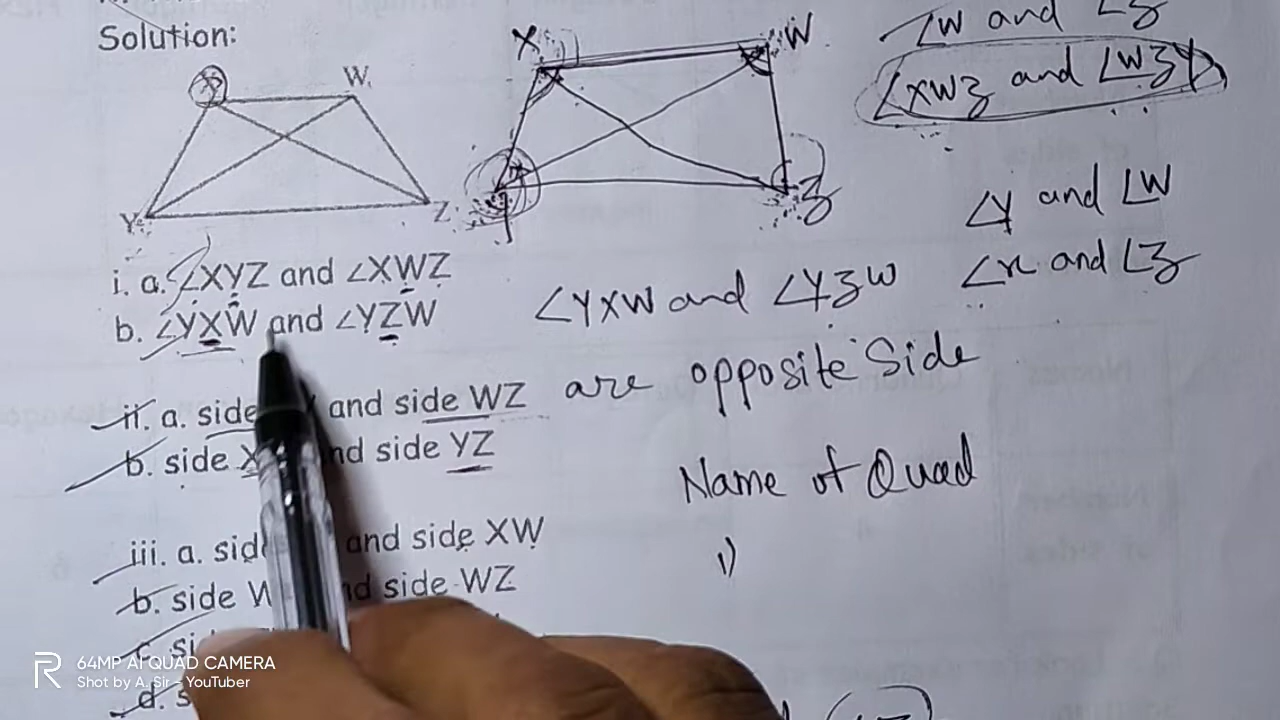 Solution:
W
Y
Z
X
W
Z
∠W and ∠Z
∠XWZ and ∠WZY
∠Y and ∠W
∠x and ∠Z
i. a. ∠XYZ and ∠XWZ
b. ∠YXW and ∠YZW
∠YXW and ∠YZW
are opposite Side
ii. a. side and side WZ
b. side and side YZ
Name of Quad
1)
iii. a. and side XW
b. side and side WZ
c.
d.
64MP AI QUAD CAMERA
Shot by A. Sir - YouTuber